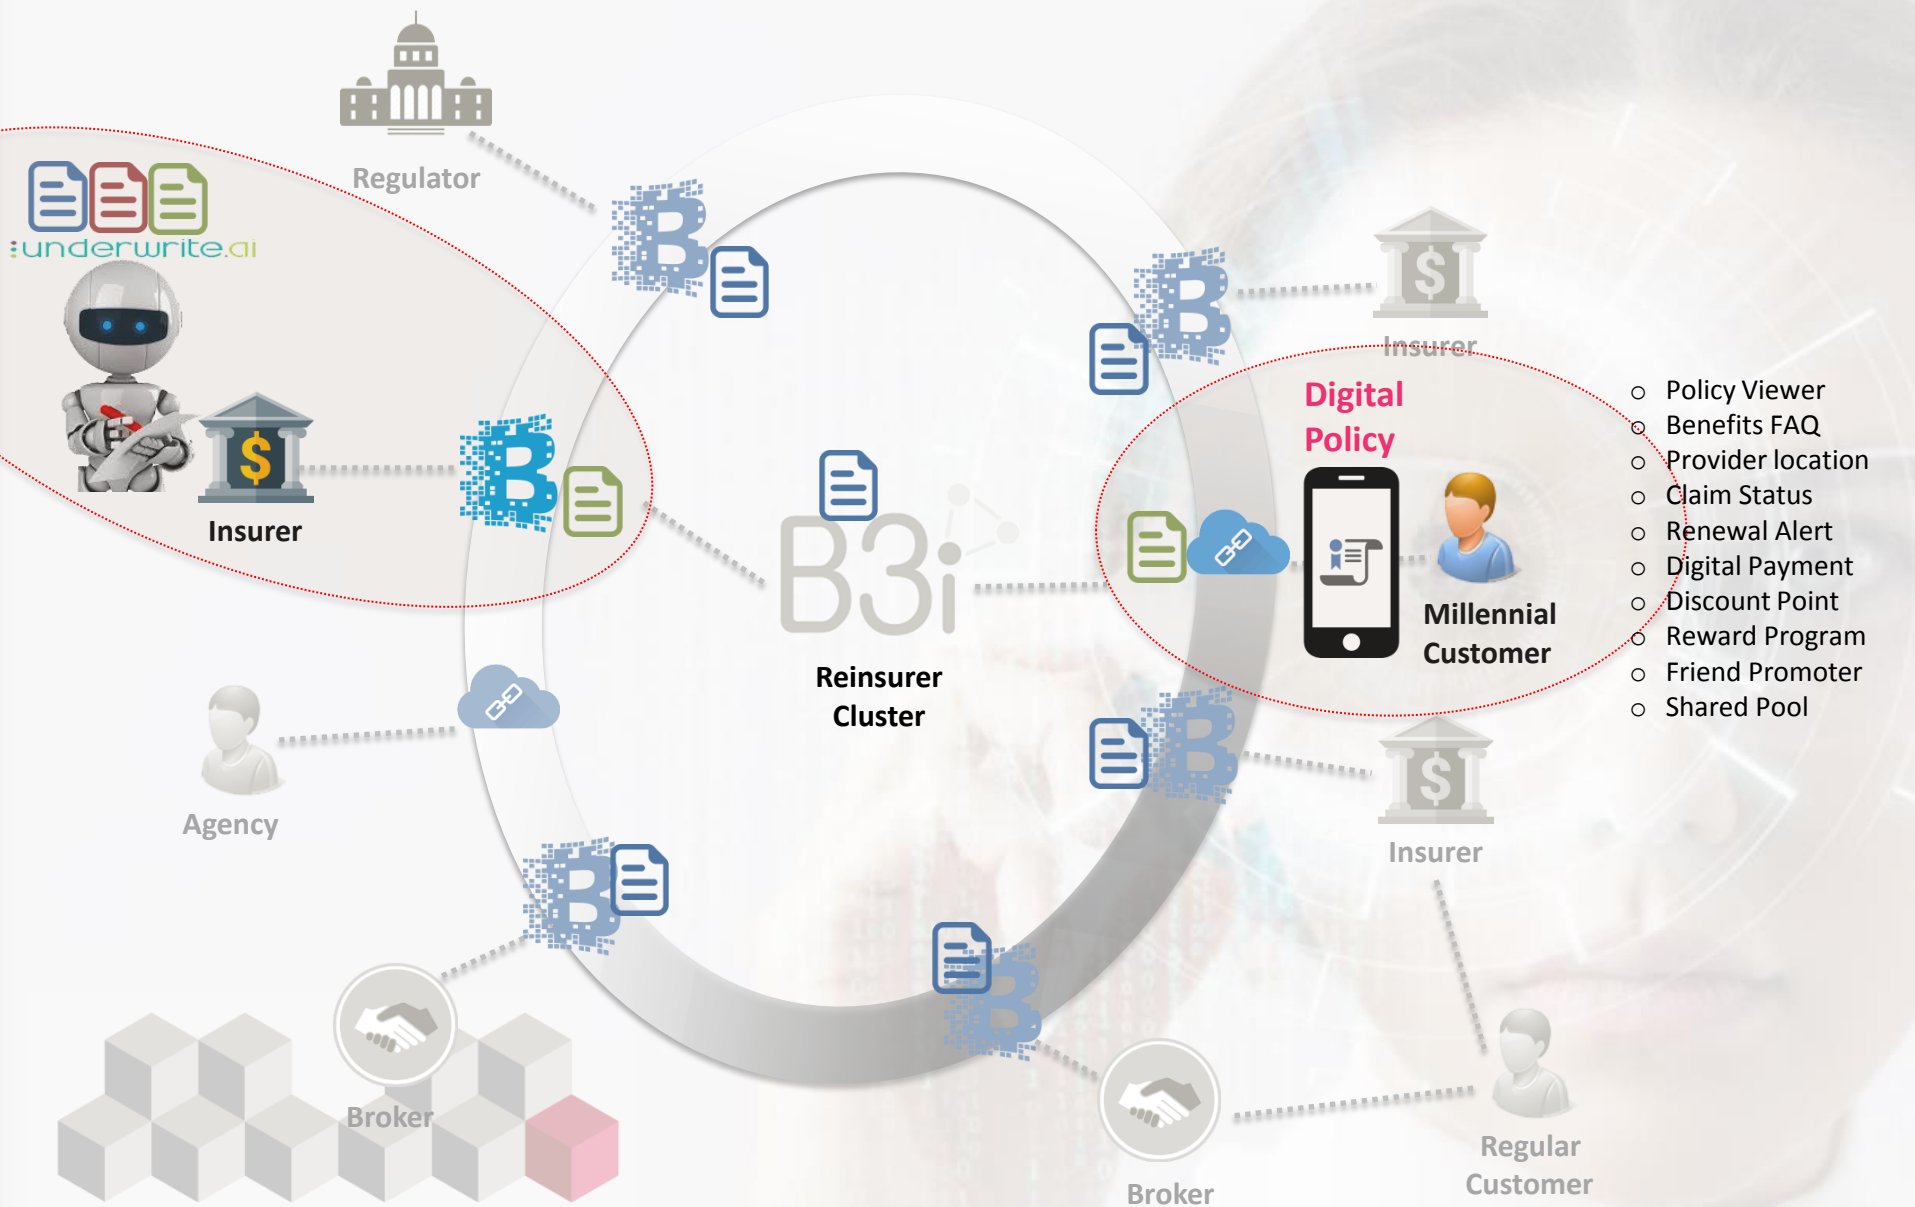 Regulator
:underwrite.ai
Insurer
Insurer
Digital
Policy
Policy Viewer
Benefits FAQ
Provider location
Claim Status
Renewal Alert
Digital Payment
Discount Point
Reward Program
Friend Promoter
Shared Pool
B3i
Millennial
Customer
Reinsurer
Cluster
Agency
Insurer
Broker
Regular
Customer
Broker